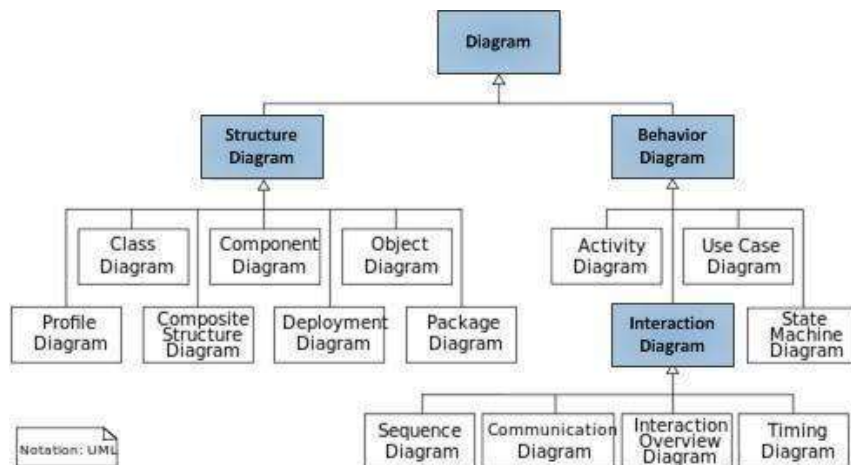 Diagram
Structure
Diagram
Behavior
Diagram
Class
Diagram
Component
Diagram
Object
Diagram
Activity
Diagram
Use Case
Diagram
Profile
Diagram
Composite
Structure
Diagram
Deployment
Diagram
Package
Diagram
Interaction
Diagram
State
Machine
Diagram
Sequence
Diagram
Communication
Diagram
Interaction
Overview
Diagram
Timing
Diagram
Notation: UML